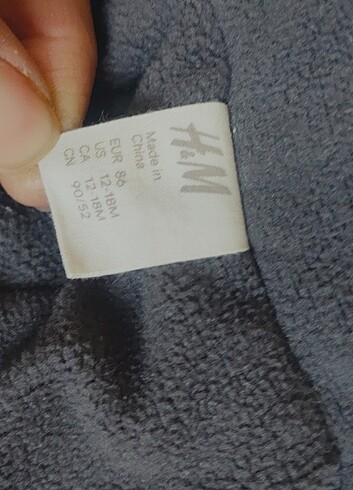 H&M
Made in
China
EUR 86
US 12-18M
CA 12-18M
CN 90/52